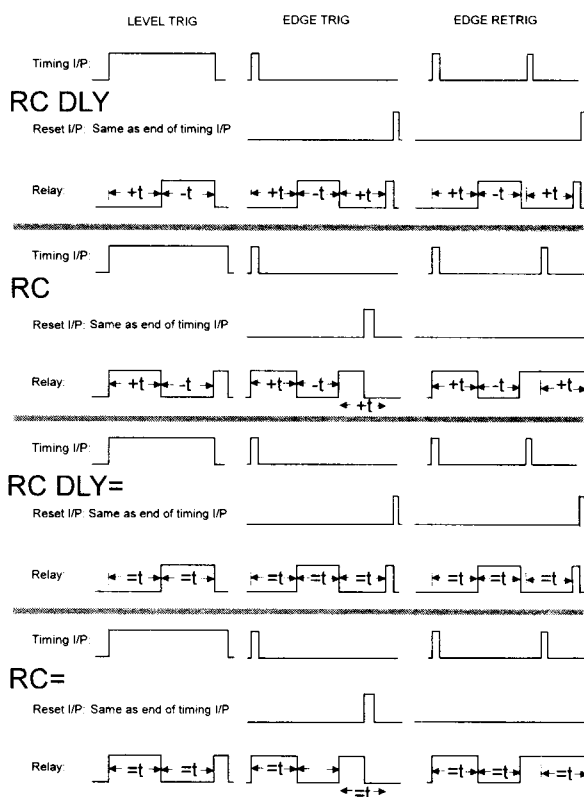 LEVEL TRIG EDGE TRIG EDGE RETRIG
Timing I/P:
RC DLY
Reset I/P: Same as end of timing I/P
Relay: +t -t +t -t +t +t -t +t
Timing I/P:
RC
Reset I/P: Same as end of timing I/P
Relay: +t -t +t -t +t -t +t
+t
Timing I/P:
RC DLY=
Reset I/P: Same as end of timing I/P
Relay: =t =t =t =t =t =t =t =t
Timing I/P:
RC=
Reset I/P: Same as end of timing I/P
Relay: =t =t =t =t =t =t
=t